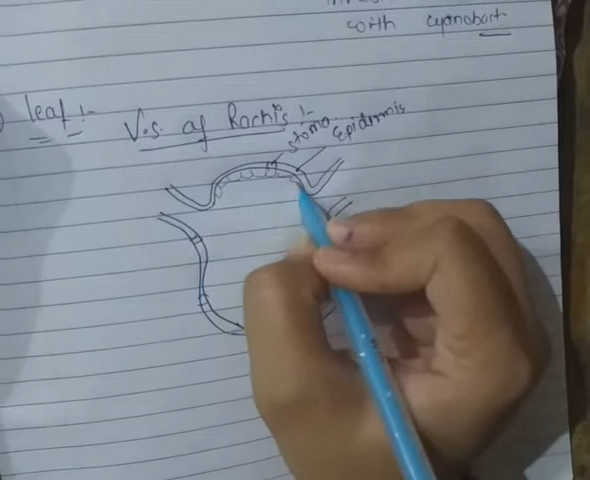 with cyanobact
leaf :-
V.s. of Rachis :-
stoma
Epidermis